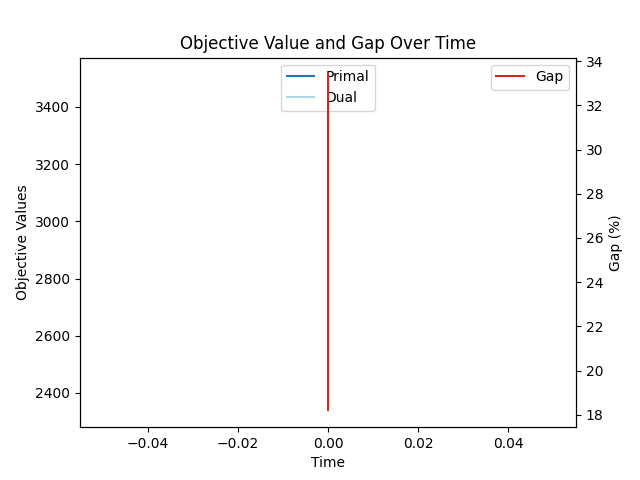 Objective Value and Gap Over Time
Primal
Dual
Gap
3400
3200
3000
2800
2600
2400
Objective Values
34
32
30
28
26
24
22
20
18
Gap (%)
−0.04 −0.02 0.00 0.02 0.04
Time